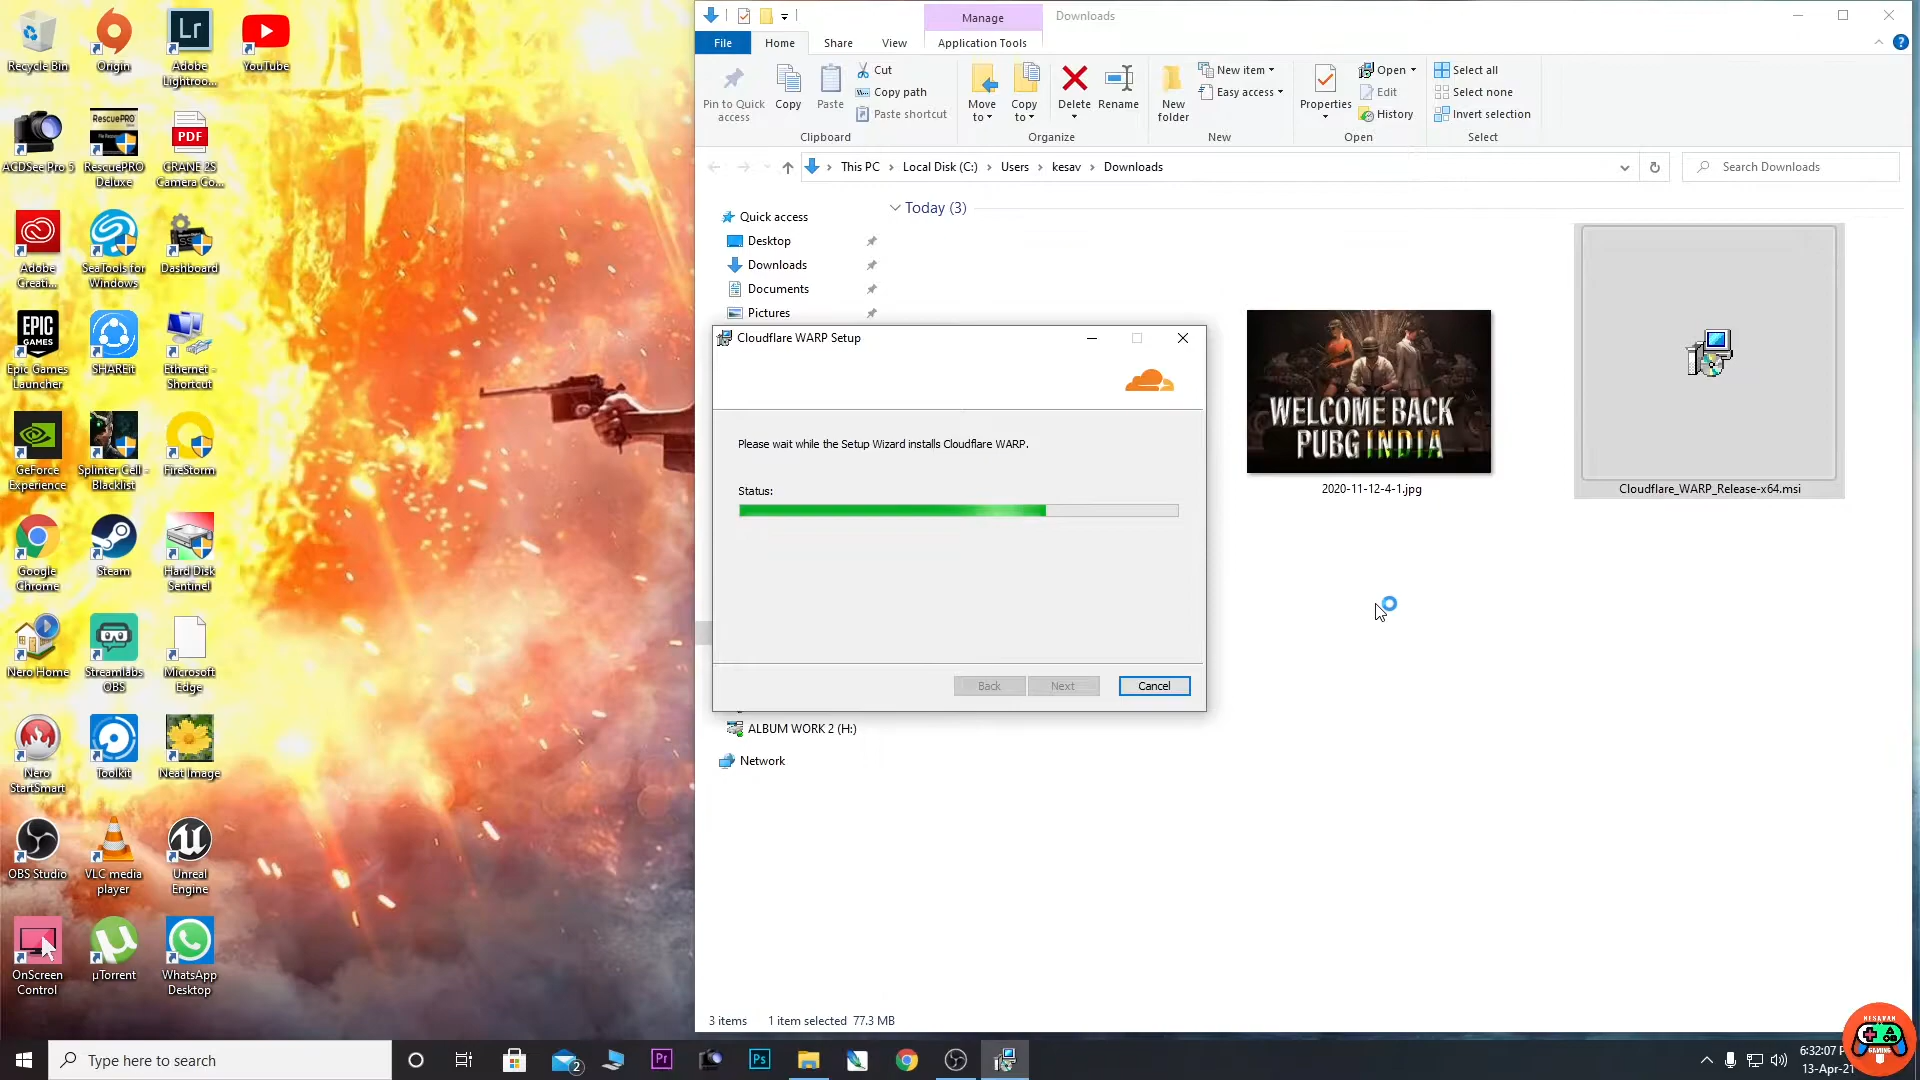 Recycle Bin
Origin
Adobe
Lightroo...
YouTube
ACDSee Pro 5
RescuePRO
Deluxe
CRANE 2S
Camera Co...
Adobe
Creati...
SeaTools for
Windows
Dashboard
Epic Games
Launcher
SHAREit
Ethernet -
Shortcut
GeForce
Experience
Splinter Cell -
Blacklist
FireStorm
Google
Chrome
Steam
Hard Disk
Sentinel
Nero Home
Streamlabs
OBS
Microsoft
Edge
Nero
StartSmart
Toolkit
Neat Image
OBS Studio
VLC media
player
Unreal
Engine
OnScreen
Control
µTorrent
WhatsApp
Desktop
Lr
RescuePRO
PDF
EPIC
GAMES
Manage
Downloads
File
Home
Share
View
Application Tools
Pin to Quick
access
Copy
Paste
Cut
Copy path
Paste shortcut
Clipboard
Move
to
Copy
to
Delete
Rename
Organize
New
folder
New item
Easy access
New
Properties
Open
Edit
History
Open
Select all
Select none
Invert selection
Select
This PC
Local Disk (C:)
Users
kesav
Downloads
Search Downloads
Quick access
Desktop
Downloads
Documents
Pictures
Today (3)
WELCOME BACK
PUBG INDIA
2020-11-12-4-1.jpg
Cloudflare_WARP_Release-x64.msi
Cloudflare WARP Setup
Please wait while the Setup Wizard installs Cloudflare WARP.
Status:
Back
Next
Cancel
ALBUM WORK 2 (H:)
Network
3 items
1 item selected 77.3 MB
Type here to search
2
Pr
Ps
6:32:07 P
13-Apr-21
GAMING